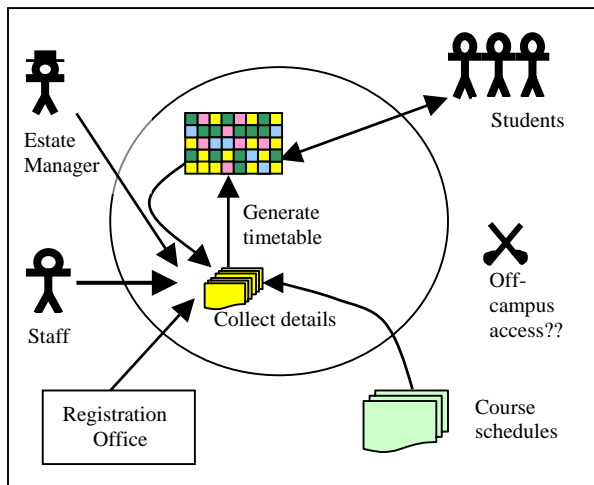 Estate
Manager
Students
Generate
timetable
Staff
Collect details
Off-
campus
access??
Registration
Office
Course
schedules